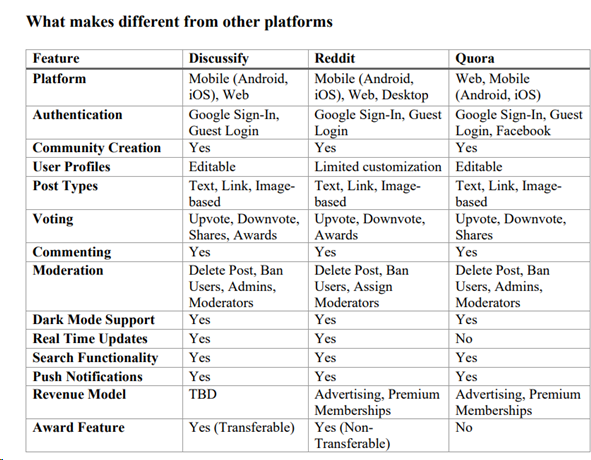 What makes different from other platforms
Feature Discussify Reddit Quora
Platform Mobile (Android, Mobile (Android, Web, Mobile
iOS), Web iOS), Web, Desktop (Android, iOS)
Authentication Google Sign-In, Google Sign-In, Guest Google Sign-In, Guest
Guest Login Login Login, Facebook
Community Creation Yes Yes Yes
User Profiles Editable Limited customization Editable
Post Types Text, Link, Image- Text, Link, Image- Text, Link, Image-
based based based
Voting Upvote, Downvote, Upvote, Downvote, Upvote, Downvote,
Shares, Awards Awards Shares
Commenting Yes Yes Yes
Moderation Delete Post, Ban Delete Post, Ban Delete Post, Ban
Users, Admins, Users, Assign Users, Admins,
Moderators Moderators Moderators
Dark Mode Support Yes Yes Yes
Real Time Updates Yes Yes No
Search Functionality Yes Yes Yes
Push Notifications Yes Yes Yes
Revenue Model TBD Advertising, Premium Advertising, Premium
Memberships Memberships
Award Feature Yes (Transferable) Yes (Non- No
Transferable)